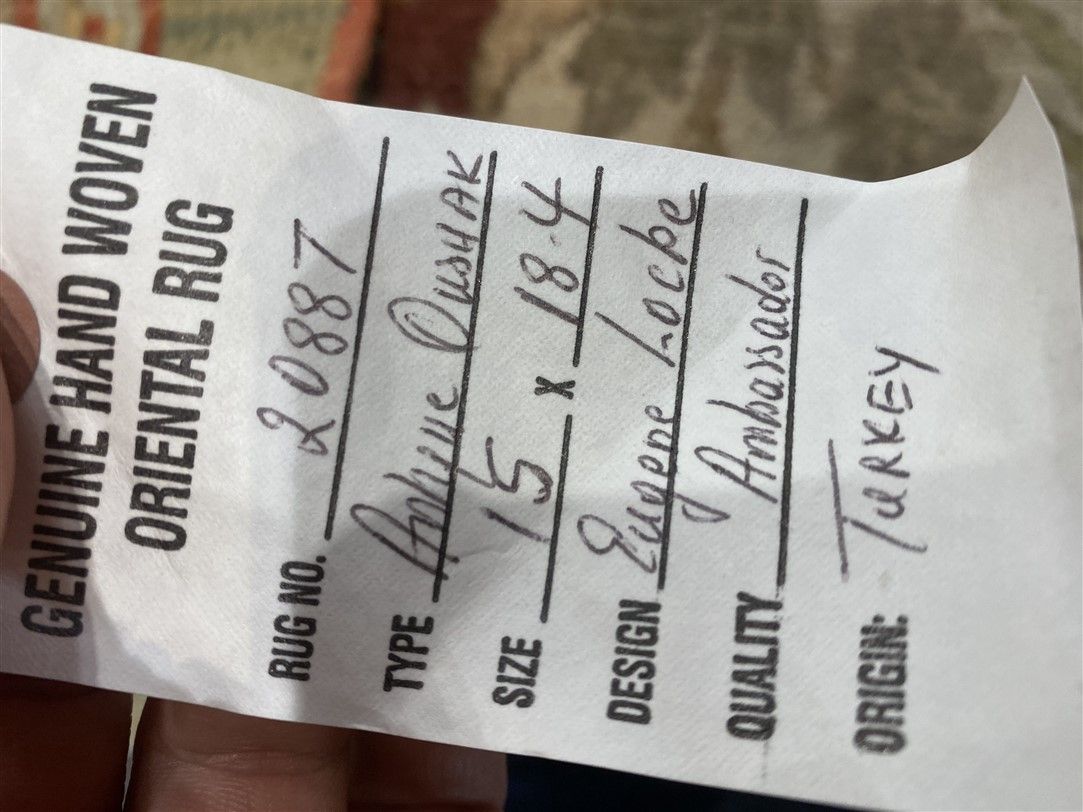 GENUINE HAND WOVEN
ORIENTAL RUG
RUG NO. 20887
TYPE Antique Oushak
SIZE 15 X 18.4
DESIGN Eugene Locke
QUALITY Ambassador
ORIGIN: TURKEY